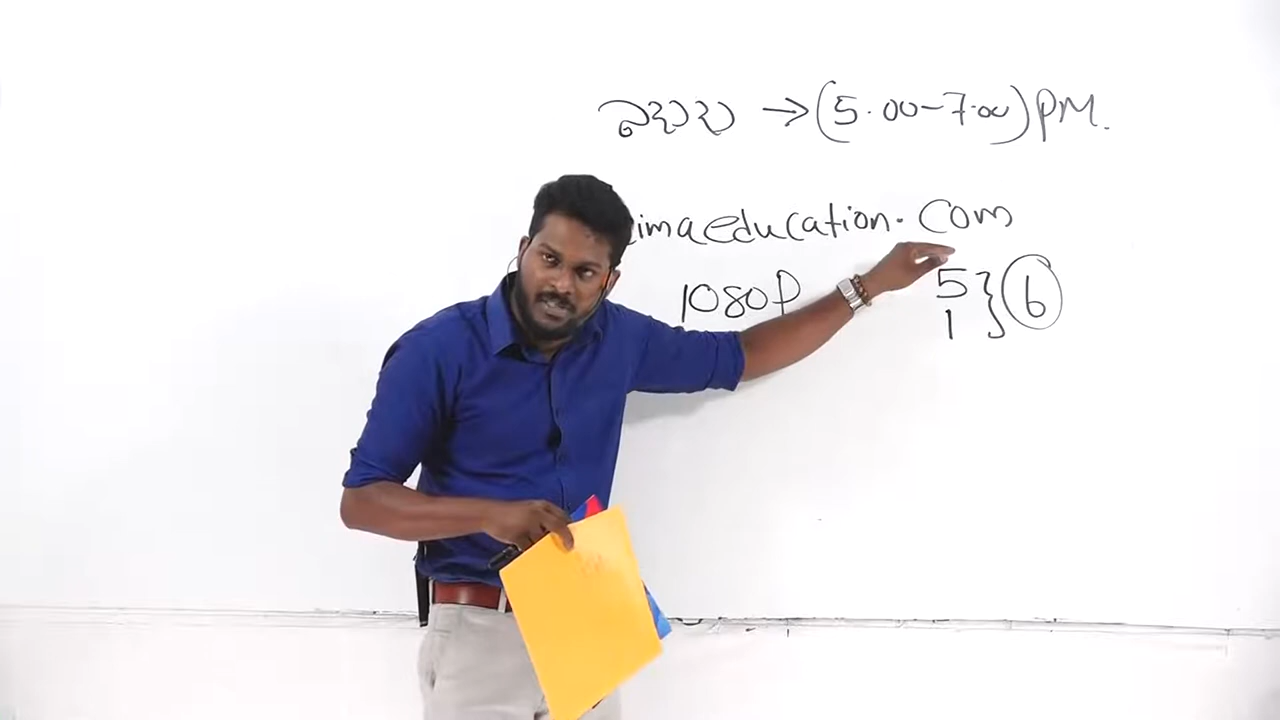 → (5.00-7.00) PM.
imaeducation.com
1080P 5 } 6
1